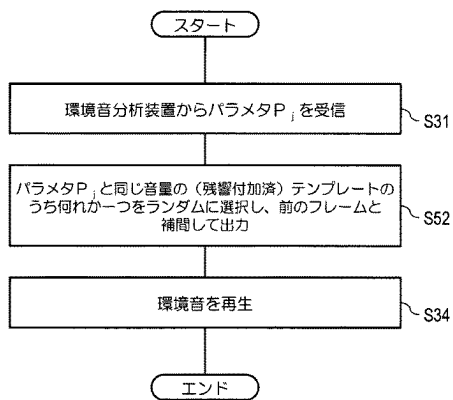 スタート
環境音分析装置からパラメタP j を受信
S31
パラメタP j と同じ音量の(残響付加済)テンプレートの
うち何れか一つをランダムに選択し、前のフレームと
補間して出力
S52
環境音を再生
S34
エンド